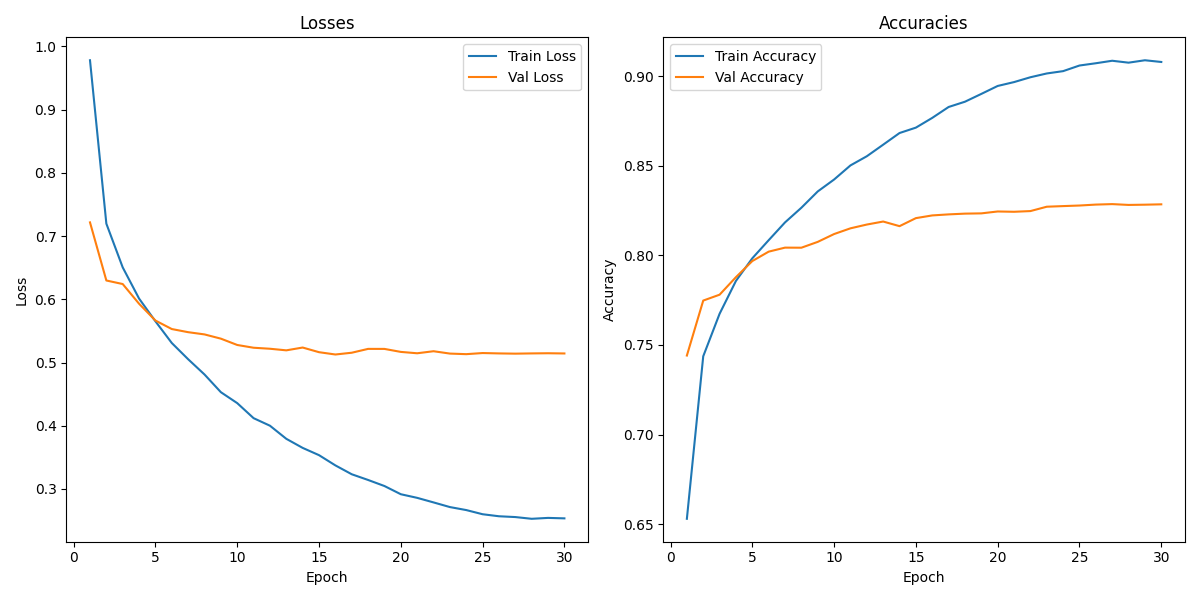 Losses
Train Loss
Val Loss
1.0
0.9
0.8
0.7
0.6
0.5
0.4
0.3
Loss
0 5 10 15 20 25 30
Epoch
Accuracies
Train Accuracy
Val Accuracy
0.90
0.85
0.80
0.75
0.70
0.65
Accuracy
0 5 10 15 20 25 30
Epoch